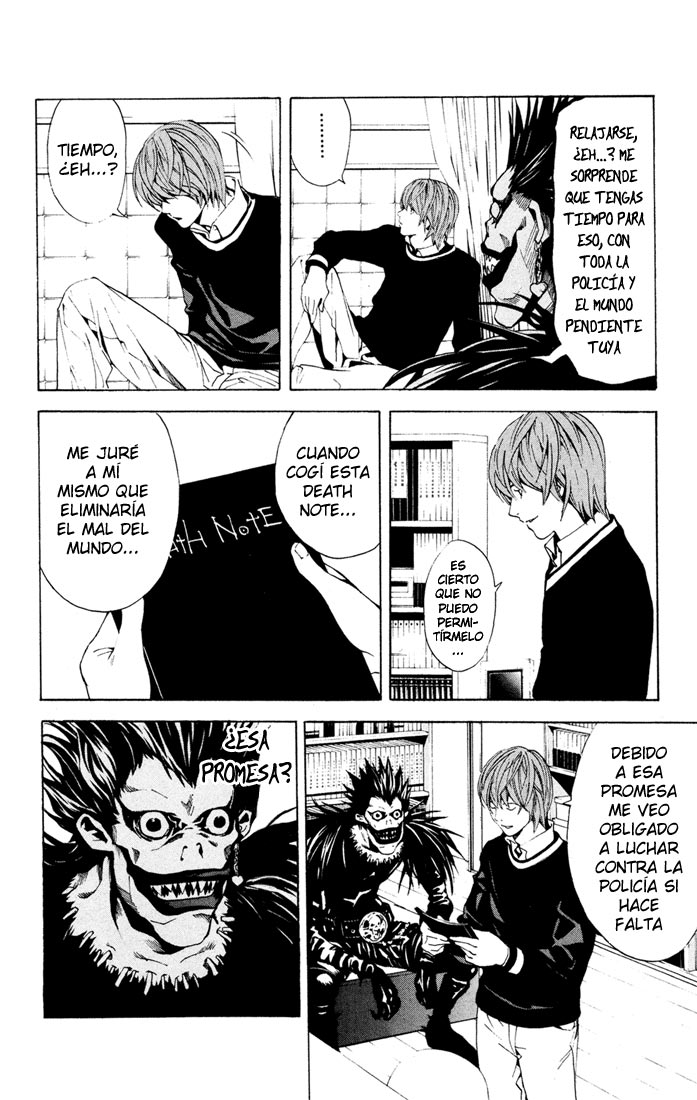 RELAJARSE,
¿EH...? ME
SORPRENDE
QUE TENGAS
TIEMPO PARA
ESO, CON
TODA LA
POLICÍA Y
EL MUNDO
PENDIENTE
TUYA
........
TIEMPO,
¿EH...?
ES
CIERTO
QUE NO
PUEDO
PERMI-
TÍRMELO
...
CUANDO
COGÍ ESTA
DEATH
NOTE...
EATH NOTE
ME JURÉ
A MÍ
MISMO QUE
ELIMINARÍA
EL MAL DEL
MUNDO...
DEBIDO
A ESA
PROMESA
ME VEO
OBLIGADO
A LUCHAR
CONTRA LA
POLICÍA SI
HACE
FALTA
¿ESA
PROMESA?